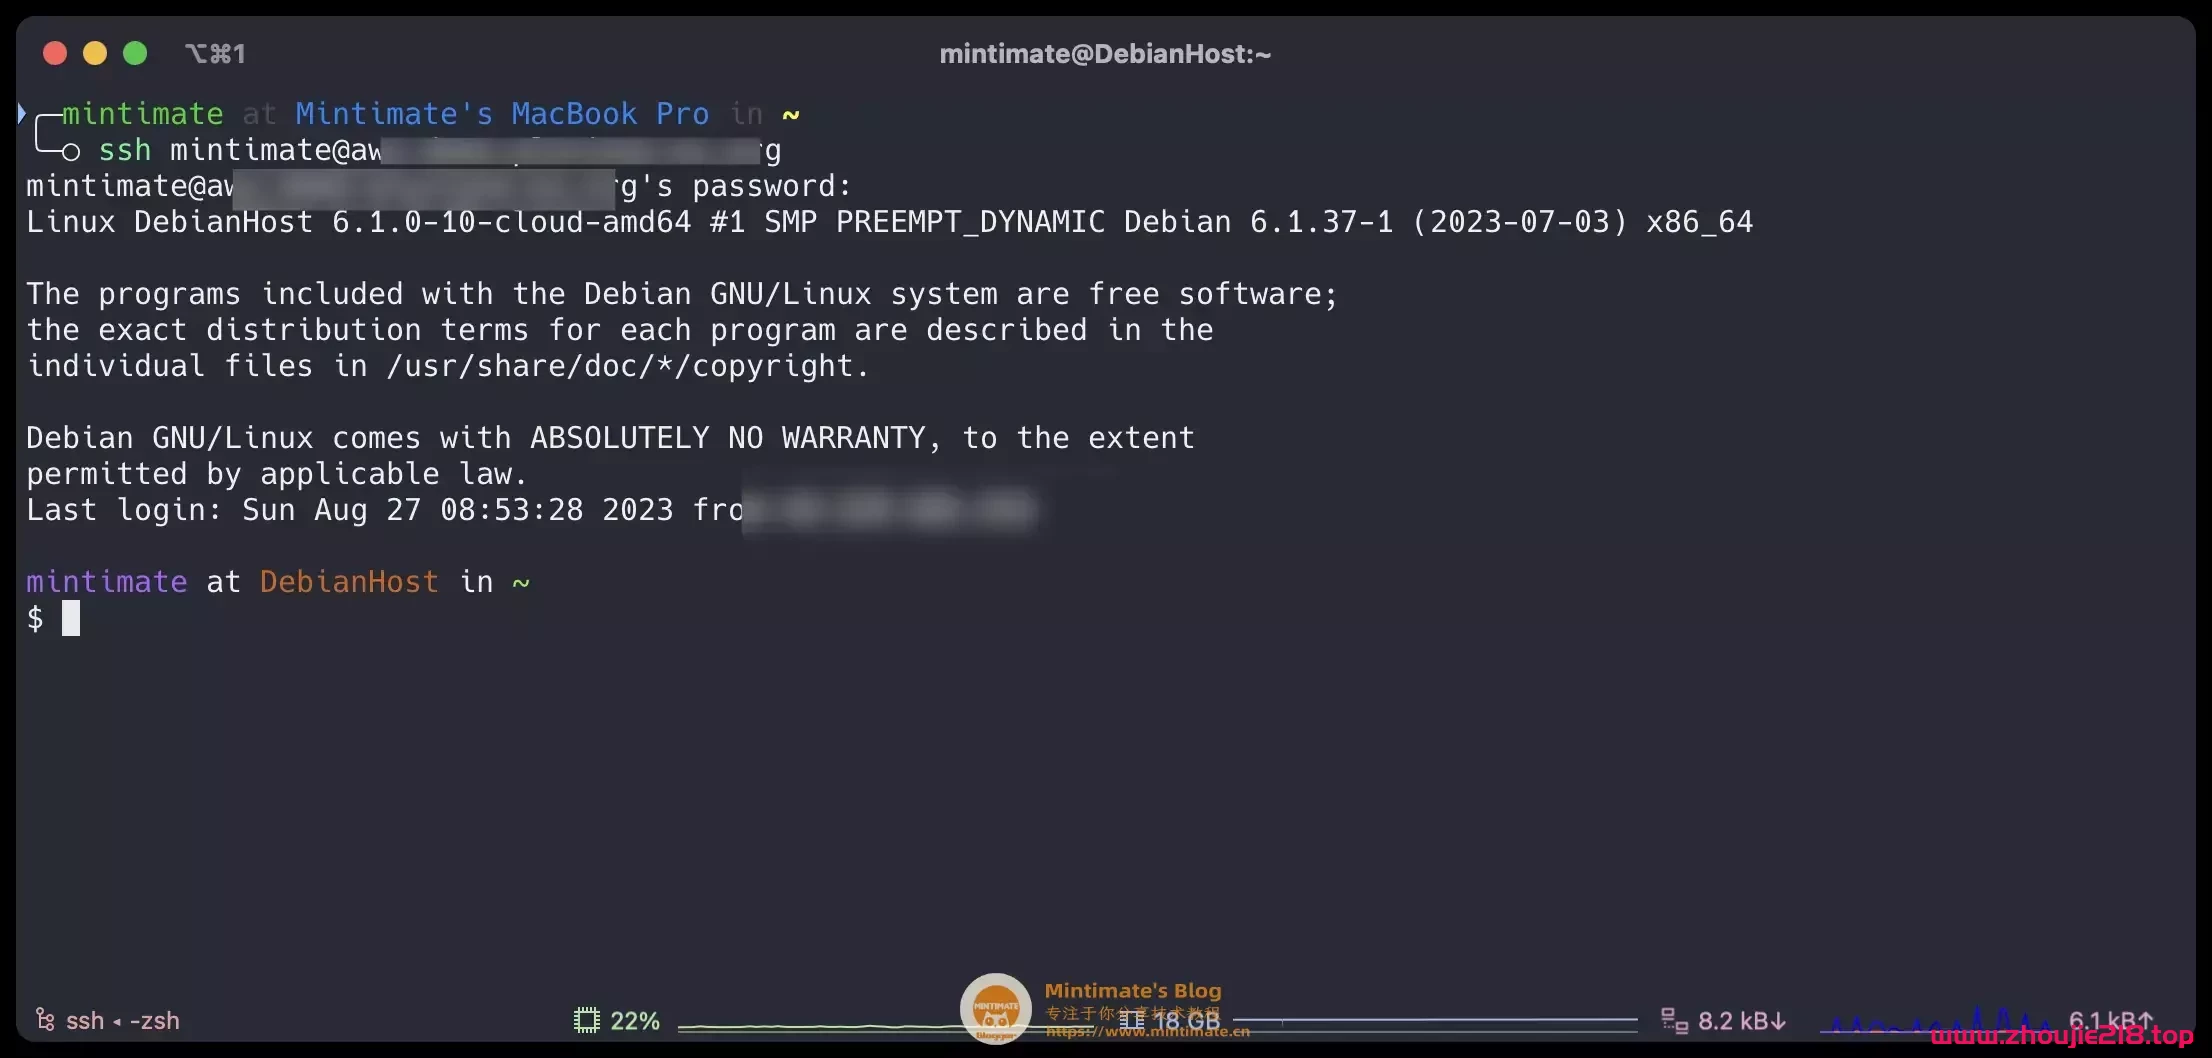 ⌥⌘1
mintimate@DebianHost:~
mintimate at Mintimate's MacBook Pro in ~
ssh mintimate@aw g
mintimate@aw g's password:
Linux DebianHost 6.1.0-10-cloud-amd64 #1 SMP PREEMPT_DYNAMIC Debian 6.1.37-1 (2023-07-03) x86_64
The programs included with the Debian GNU/Linux system are free software;
the exact distribution terms for each program are described in the
individual files in /usr/share/doc/*/copyright.
Debian GNU/Linux comes with ABSOLUTELY NO WARRANTY, to the extent
permitted by applicable law.
Last login: Sun Aug 27 08:53:28 2023 fro
mintimate at DebianHost in ~
$
Mintimate's Blog
专注于你分享技术教程
https://www.mintimate.cn
MINTIMATE
ssh ◂ -zsh
22%
18 GB
8.2 kB↓
6.1 kB↑
www.zhoujie218.top